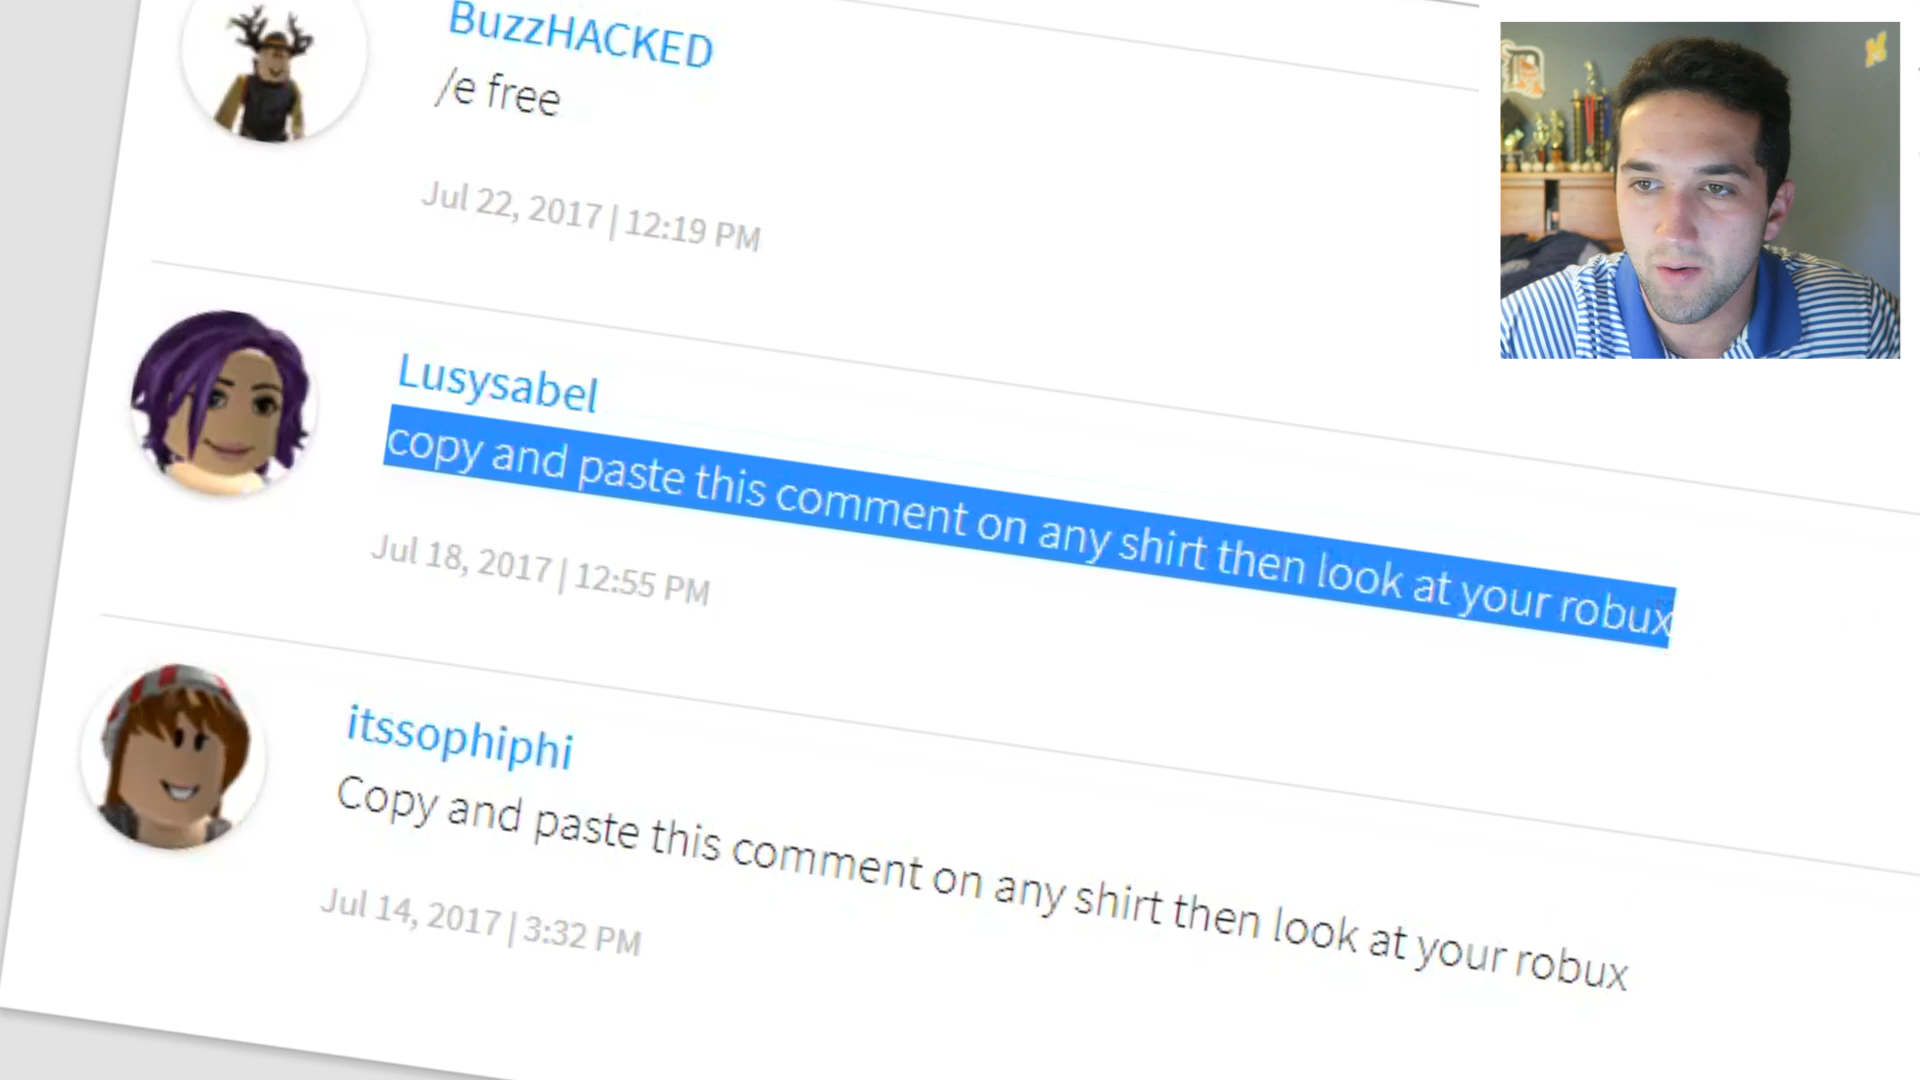 BuzzHACKED
/e free
Jul 22, 2017 | 12:19 PM
Lusysabel
copy and paste this comment on any shirt then look at your robux
Jul 18, 2017 | 12:55 PM
itssophiphi
Copy and paste this comment on any shirt then look at your robux
Jul 14, 2017 | 3:32 PM